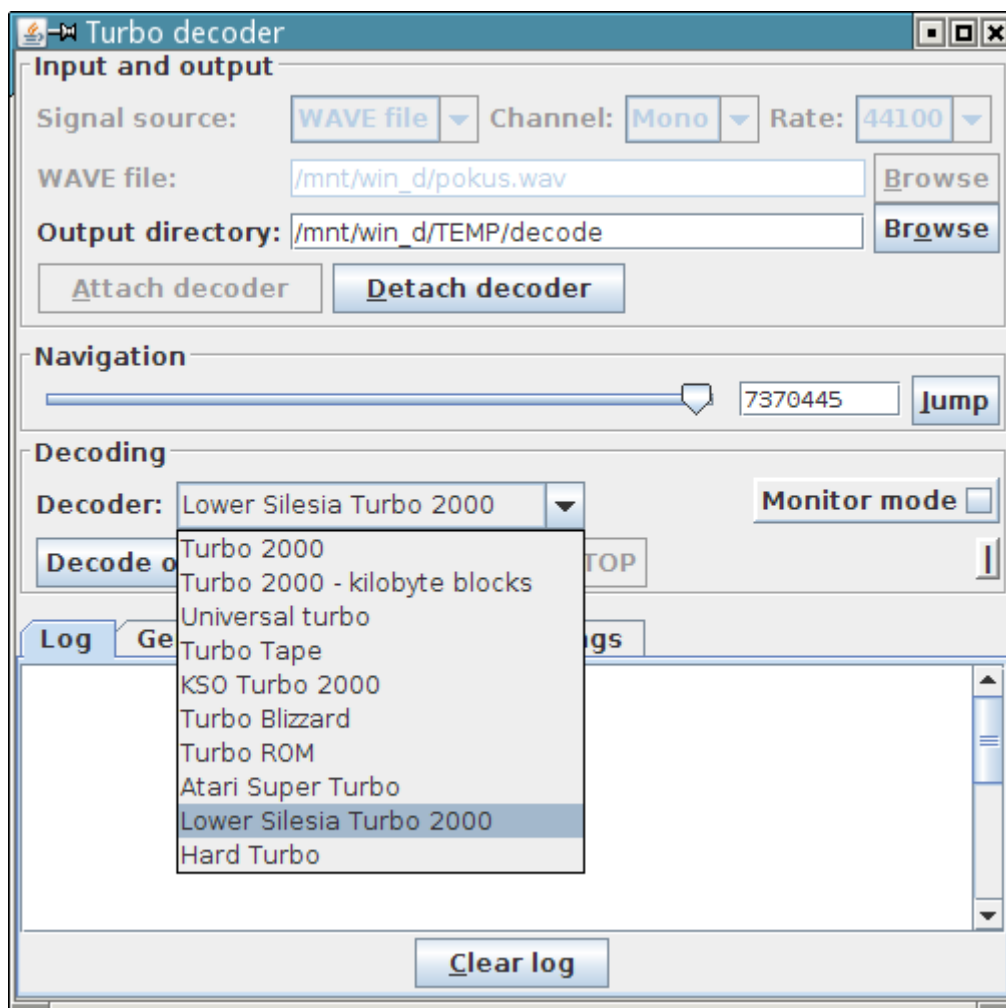 Turbo decoder
Input and output
Signal source: WAVE file Channel: Mono Rate: 44100
WAVE file: /mnt/win_d/pokus.wav Browse
Output directory: /mnt/win_d/TEMP/decode Browse
Attach decoder Detach decoder
Navigation
7370445 Jump
Decoding
Decoder: Lower Silesia Turbo 2000 Monitor mode
Turbo 2000
Decode
Turbo 2000 - kilobyte blocks
Universal turbo
Log
Turbo Tape
KSO Turbo 2000
Turbo Blizzard
Turbo ROM
Atari Super Turbo
Lower Silesia Turbo 2000
Hard Turbo
Clear log